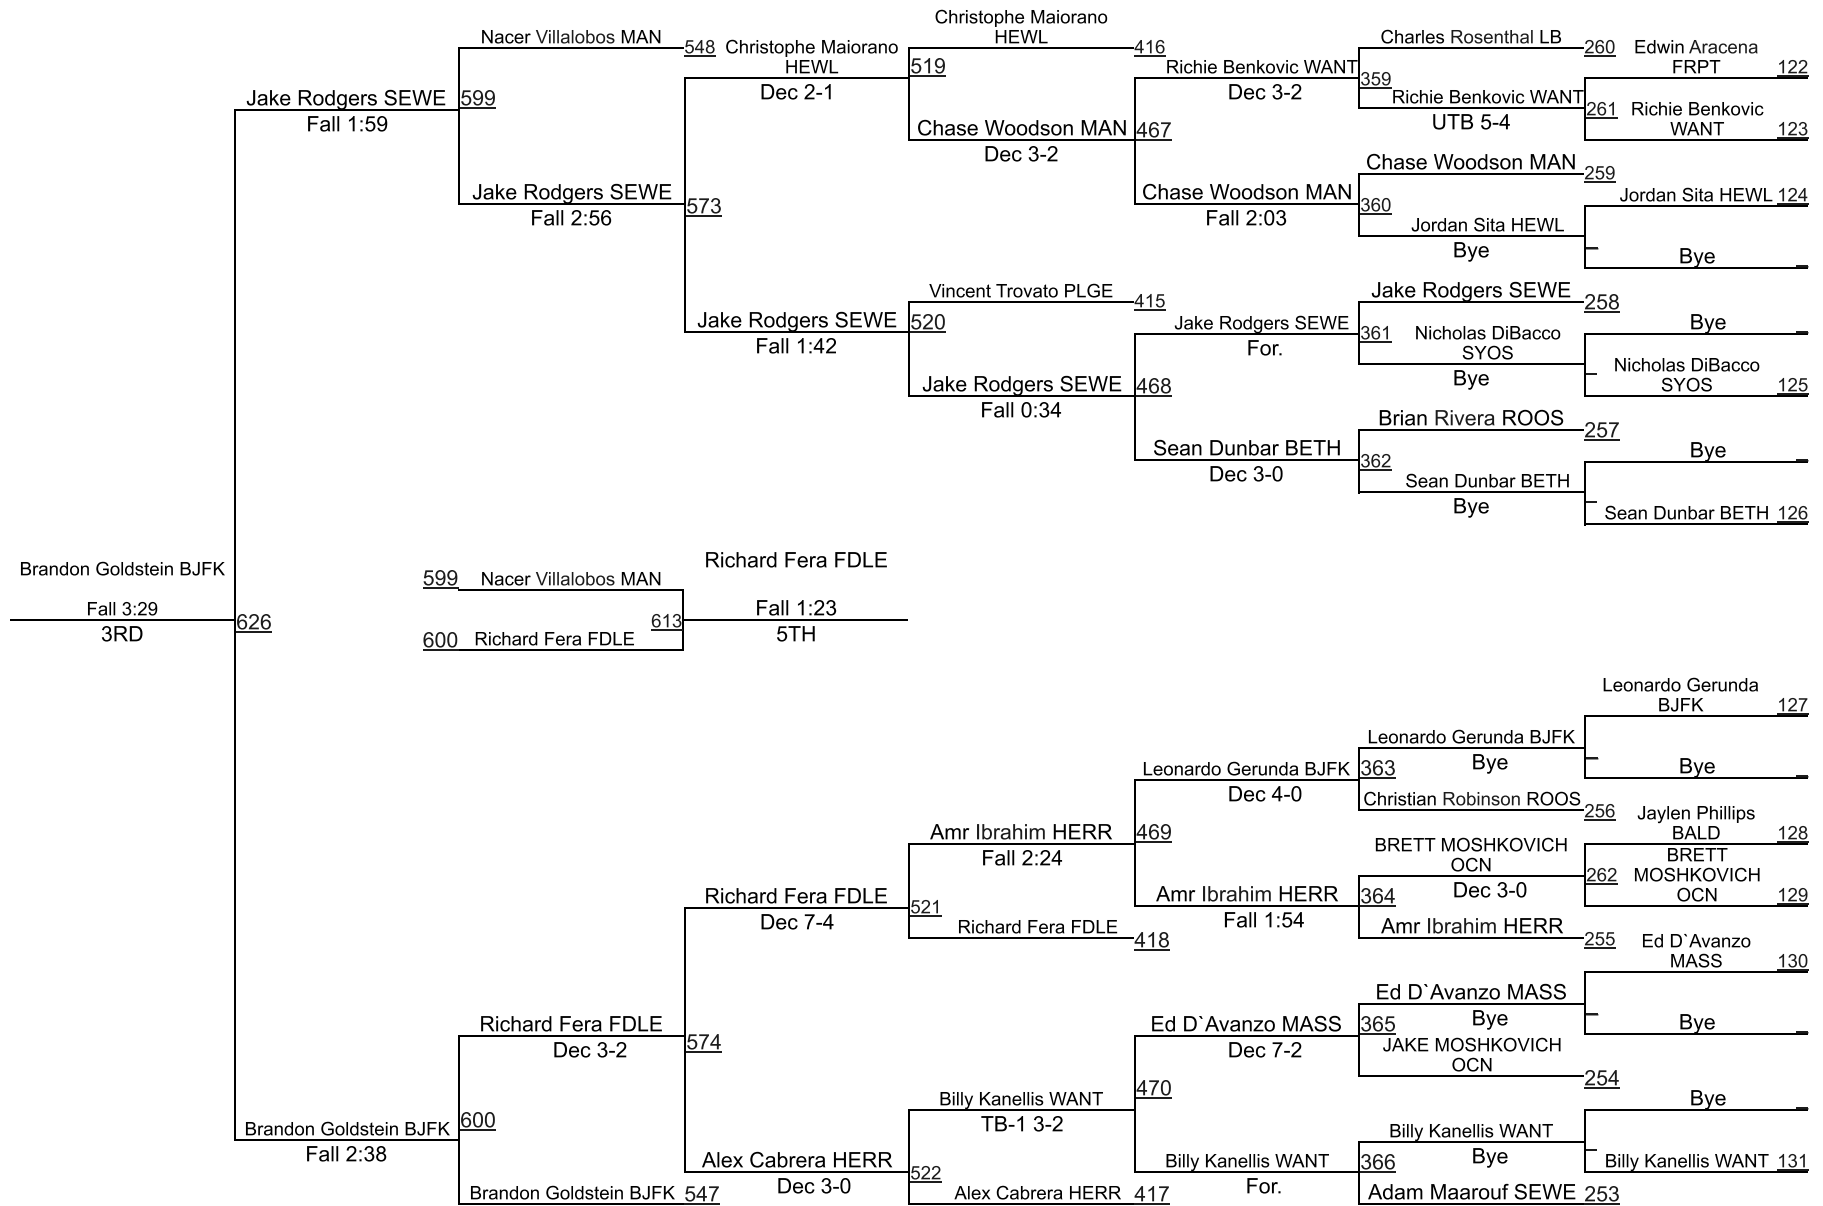 Christophe Maiorano
HEWL
416
Nacer Villalobos MAN
548
Christophe Maiorano
HEWL
519
Dec 2-1
Richie Benkovic WANT
Dec 3-2
Charles Rosenthal LB
260
Edwin Aracena
FRPT
122
359
Richie Benkovic WANT
UTB 5-4
261
Richie Benkovic
WANT
123
Jake Rodgers SEWE
599
Fall 1:59
Chase Woodson MAN
467
Dec 3-2
Chase Woodson MAN
259
Jake Rodgers SEWE
Fall 2:56
573
Chase Woodson MAN
Fall 2:03
360
Jordan Sita HEWL
124
Jordan Sita HEWL
Bye
Bye
Vincent Trovato PLGE
415
Jake Rodgers SEWE
258
Jake Rodgers SEWE
Fall 1:42
520
Jake Rodgers SEWE
For.
361
Nicholas DiBacco
SYOS
Bye
Bye
Nicholas DiBacco
SYOS
125
Jake Rodgers SEWE
Fall 0:34
468
Brian Rivera ROOS
257
Sean Dunbar BETH
Dec 3-0
362
Bye
Sean Dunbar BETH
Bye
Sean Dunbar BETH
126
Brandon Goldstein BJFK
Fall 3:29
3RD
626
599
Nacer Villalobos MAN
600
Richard Fera FDLE
613
Richard Fera FDLE
Fall 1:23
5TH
Leonardo Gerunda
BJFK
127
Leonardo Gerunda BJFK
Bye
Bye
Leonardo Gerunda BJFK
Dec 4-0
363
Christian Robinson ROOS
256
Jaylen Phillips
BALD
128
Amr Ibrahim HERR
Fall 2:24
469
BRETT MOSHKOVICH
OCN
Dec 3-0
262
BRETT
MOSHKOVICH
OCN
129
Richard Fera FDLE
Dec 7-4
521
Amr Ibrahim HERR
Fall 1:54
364
Richard Fera FDLE
418
Amr Ibrahim HERR
255
Ed D`Avanzo
MASS
130
Ed D`Avanzo MASS
Bye
Bye
Richard Fera FDLE
Dec 3-2
574
Ed D`Avanzo MASS
Dec 7-2
365
JAKE MOSHKOVICH
OCN
254
Billy Kanellis WANT
TB-1 3-2
470
Bye
Brandon Goldstein BJFK
Fall 2:38
600
Billy Kanellis WANT
Bye
Alex Cabrera HERR
Dec 3-0
522
Billy Kanellis WANT
For.
366
Billy Kanellis WANT
131
Brandon Goldstein BJFK
547
Alex Cabrera HERR
417
Adam Maarouf SEWE
253